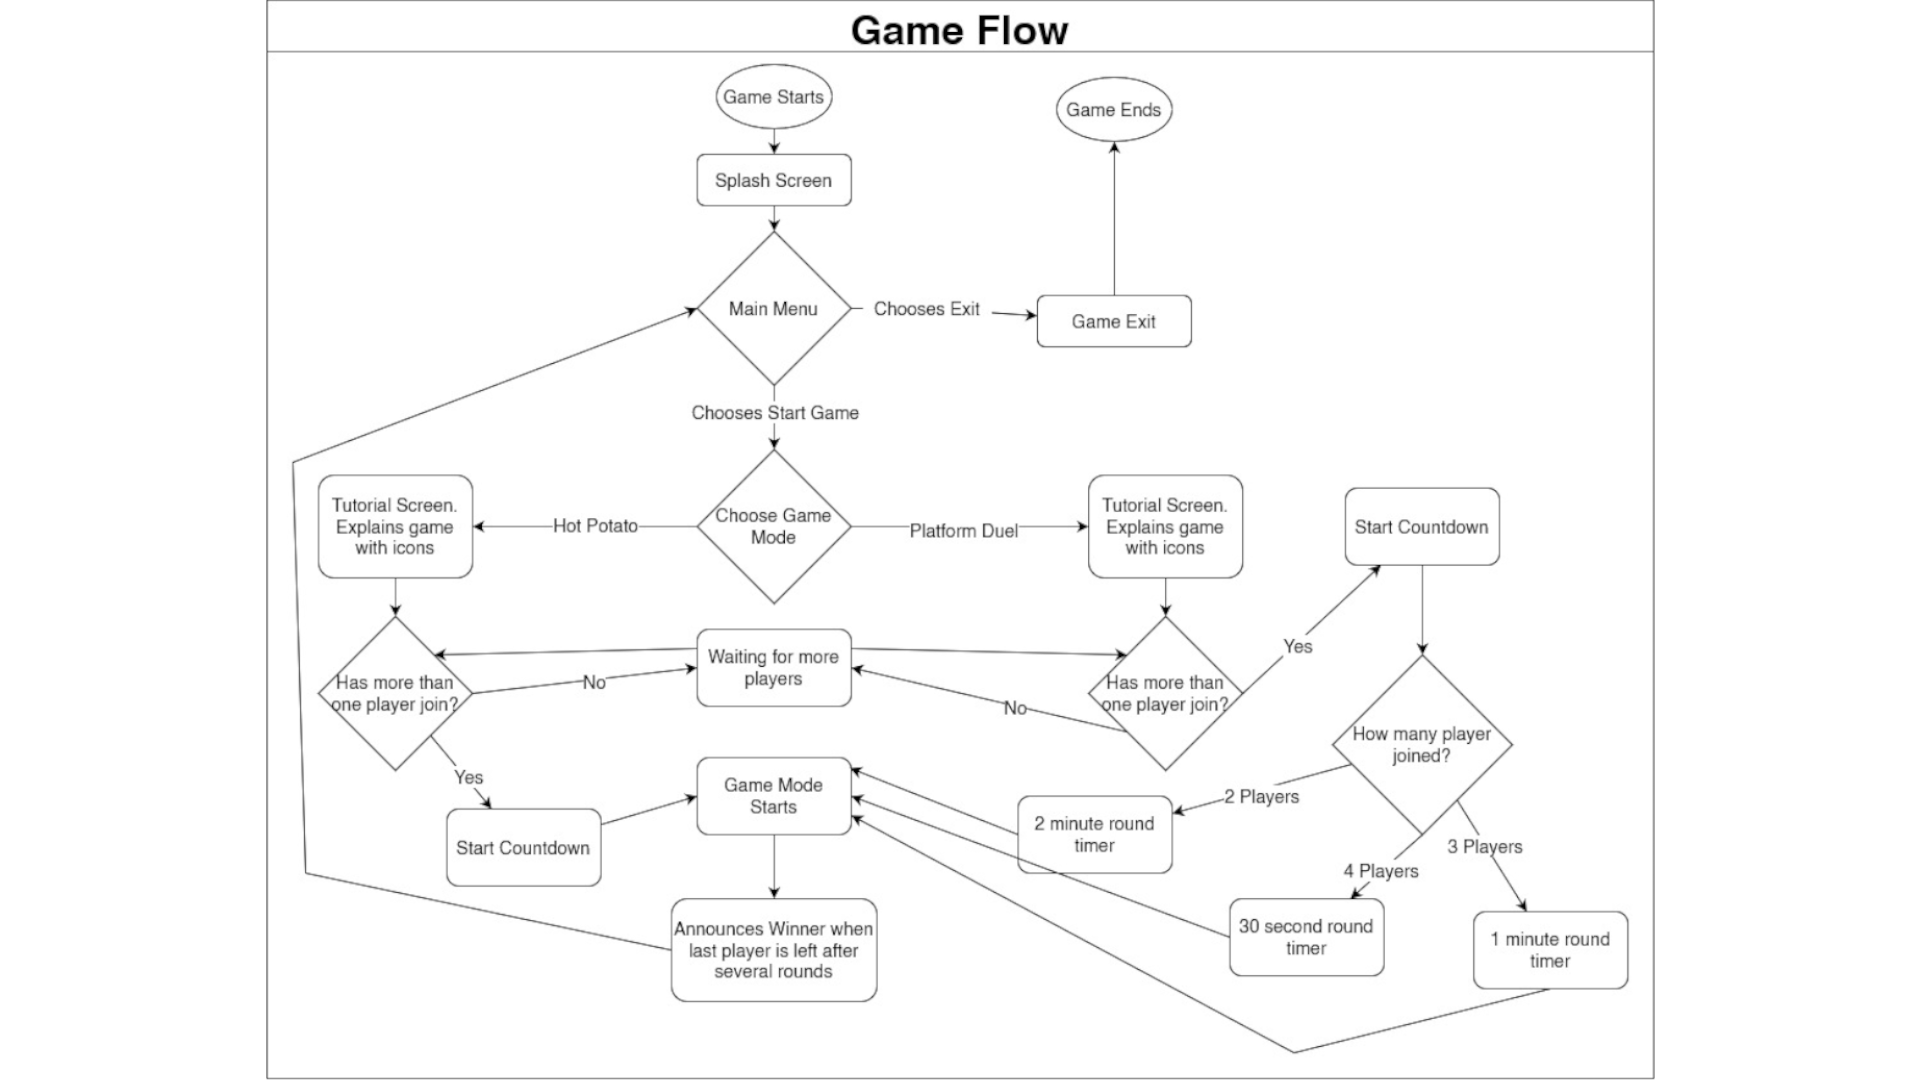 Game Flow
Game Starts
Game Ends
Splash Screen
Main Menu
Chooses Exit
Game Exit
Chooses Start Game
Tutorial Screen.
Explains game
with icons
Hot Potato
Choose Game
Mode
Platform Duel
Tutorial Screen.
Explains game
with icons
Start Countdown
Has more than
one player join?
No
Waiting for more
players
No
Has more than
one player join?
Yes
How many player
joined?
Yes
Start Countdown
Game Mode
Starts
2 Players
2 minute round
timer
4 Players
3 Players
30 second round
timer
1 minute round
timer
Announces Winner when
last player is left after
several rounds